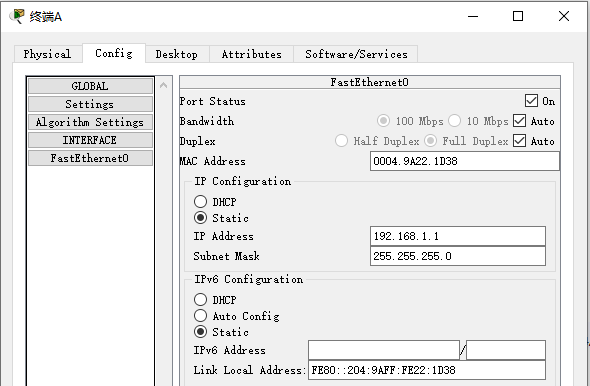 终端A
Physical Config Desktop Attributes Software/Services
GLOBAL
Settings
Algorithm Settings
INTERFACE
FastEthernet0
FastEthernet0
Port Status On
Bandwidth 100 Mbps 10 Mbps Auto
Duplex Half Duplex Full Duplex Auto
MAC Address 0004.9A22.1D38
IP Configuration
DHCP
Static
IP Address 192.168.1.1
Subnet Mask 255.255.255.0
IPv6 Configuration
DHCP
Auto Config
Static
IPv6 Address /
Link Local Address: FE80::204:9AFF:FE22:1D38